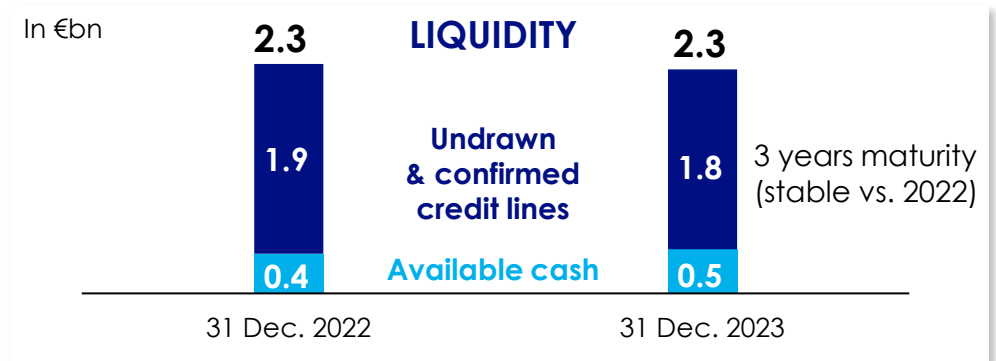 In €bn
LIQUIDITY
2.3
2.3
1.9
Undrawn
& confirmed
credit lines
1.8
3 years maturity
(stable vs. 2022)
0.4
Available cash
0.5
31 Dec. 2022
31 Dec. 2023